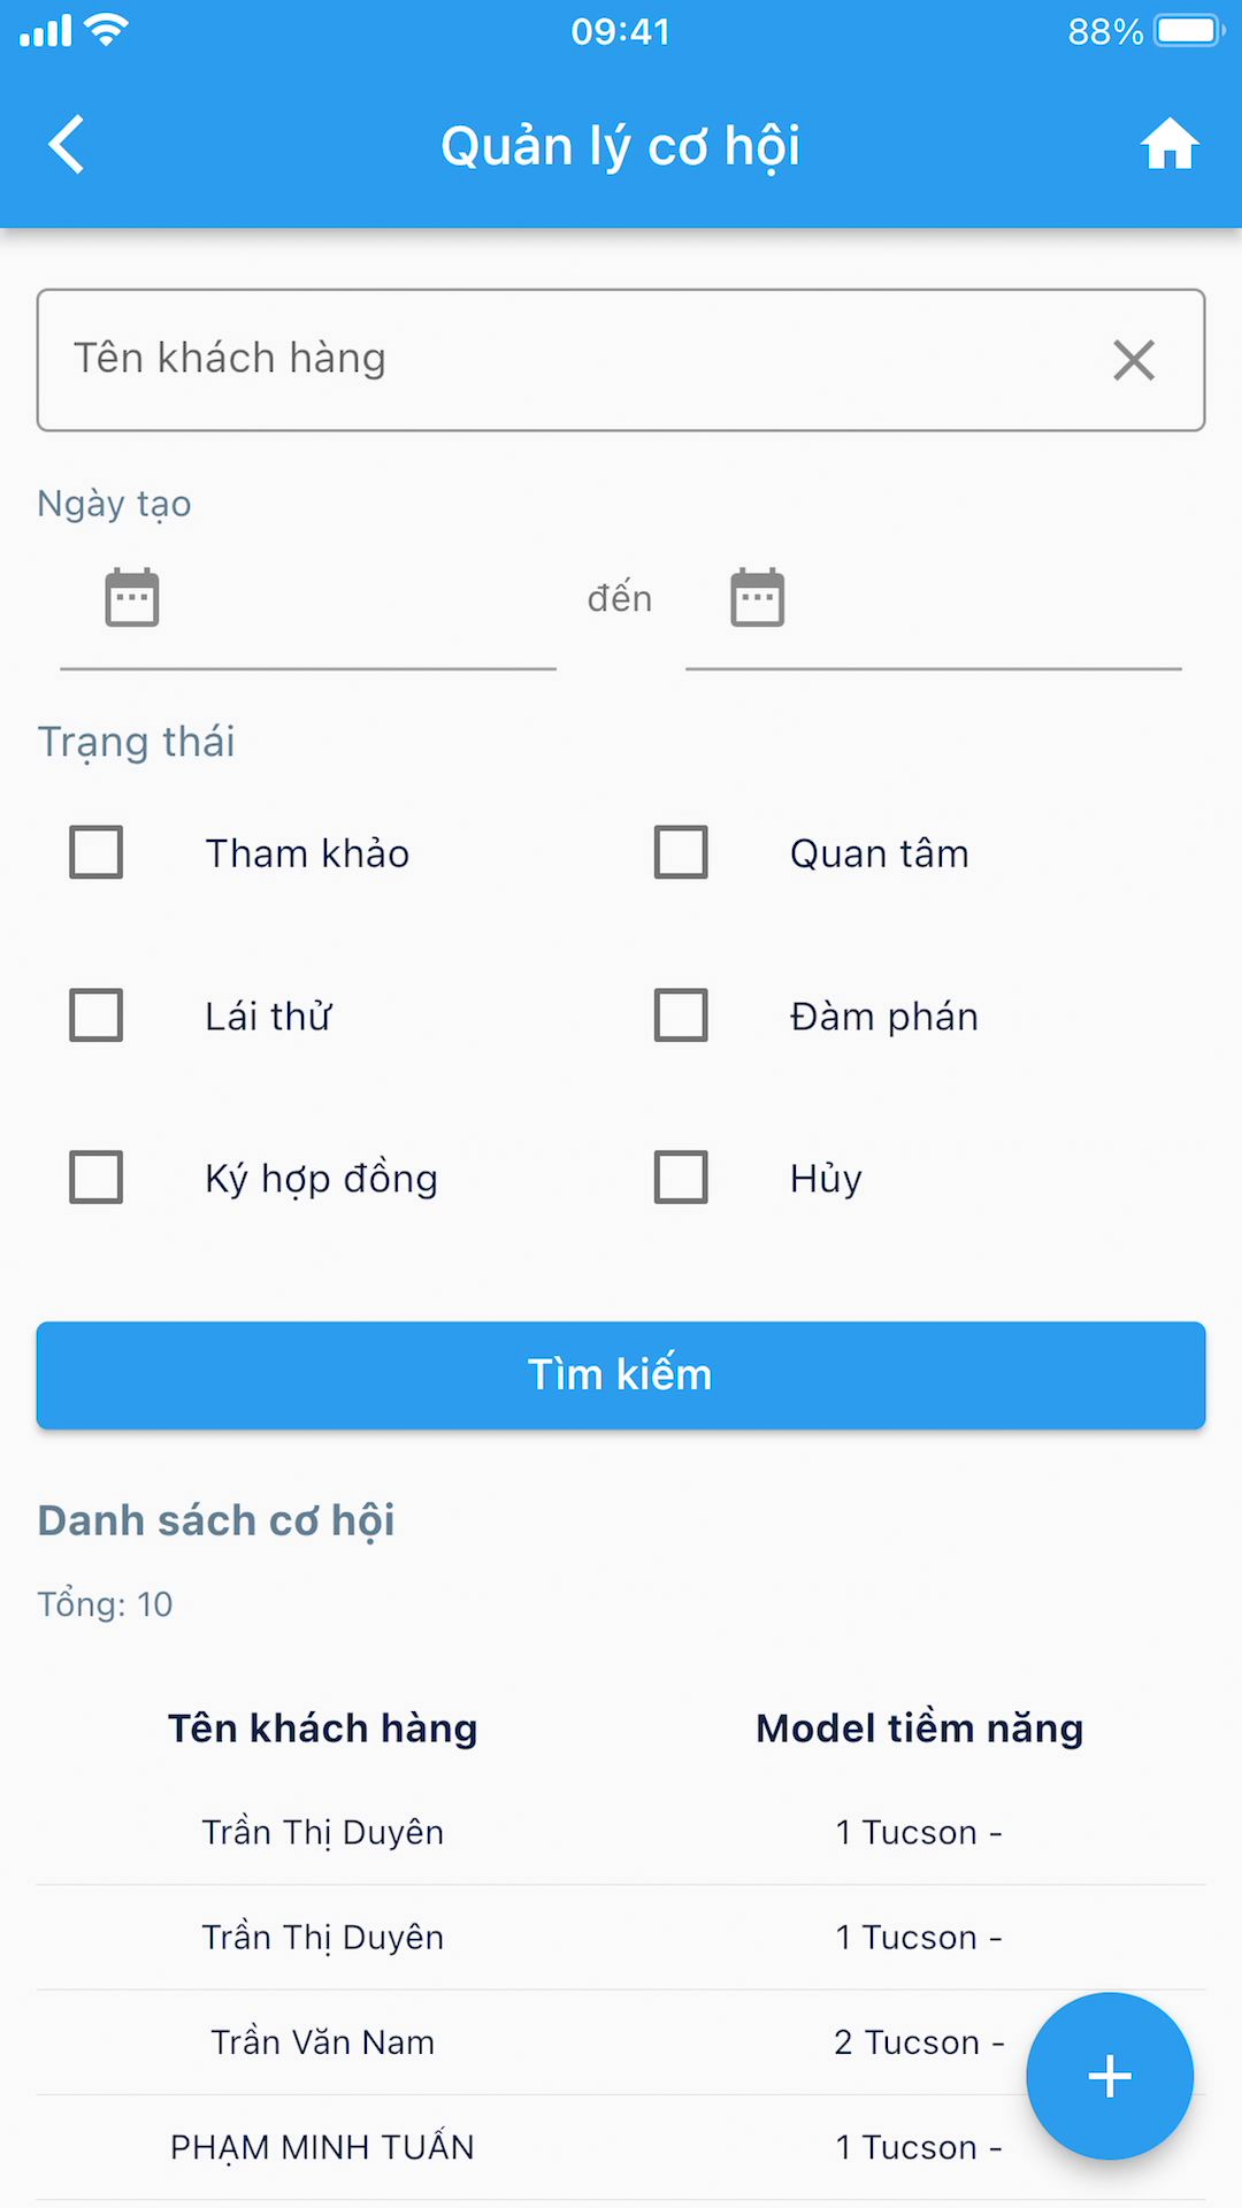 09:41
88%
Quản lý cơ hội
Tên khách hàng
Ngày tạo
đến
Trạng thái
Tham khảo
Quan tâm
Lái thử
Đàm phán
Ký hợp đồng
Hủy
Tìm kiếm
Danh sách cơ hội
Tổng: 10
Tên khách hàng
Model tiềm năng
Trần Thị Duyên
1 Tucson -
Trần Thị Duyên
1 Tucson -
Trần Văn Nam
2 Tucson -
PHẠM MINH TUẤN
1 Tucson -